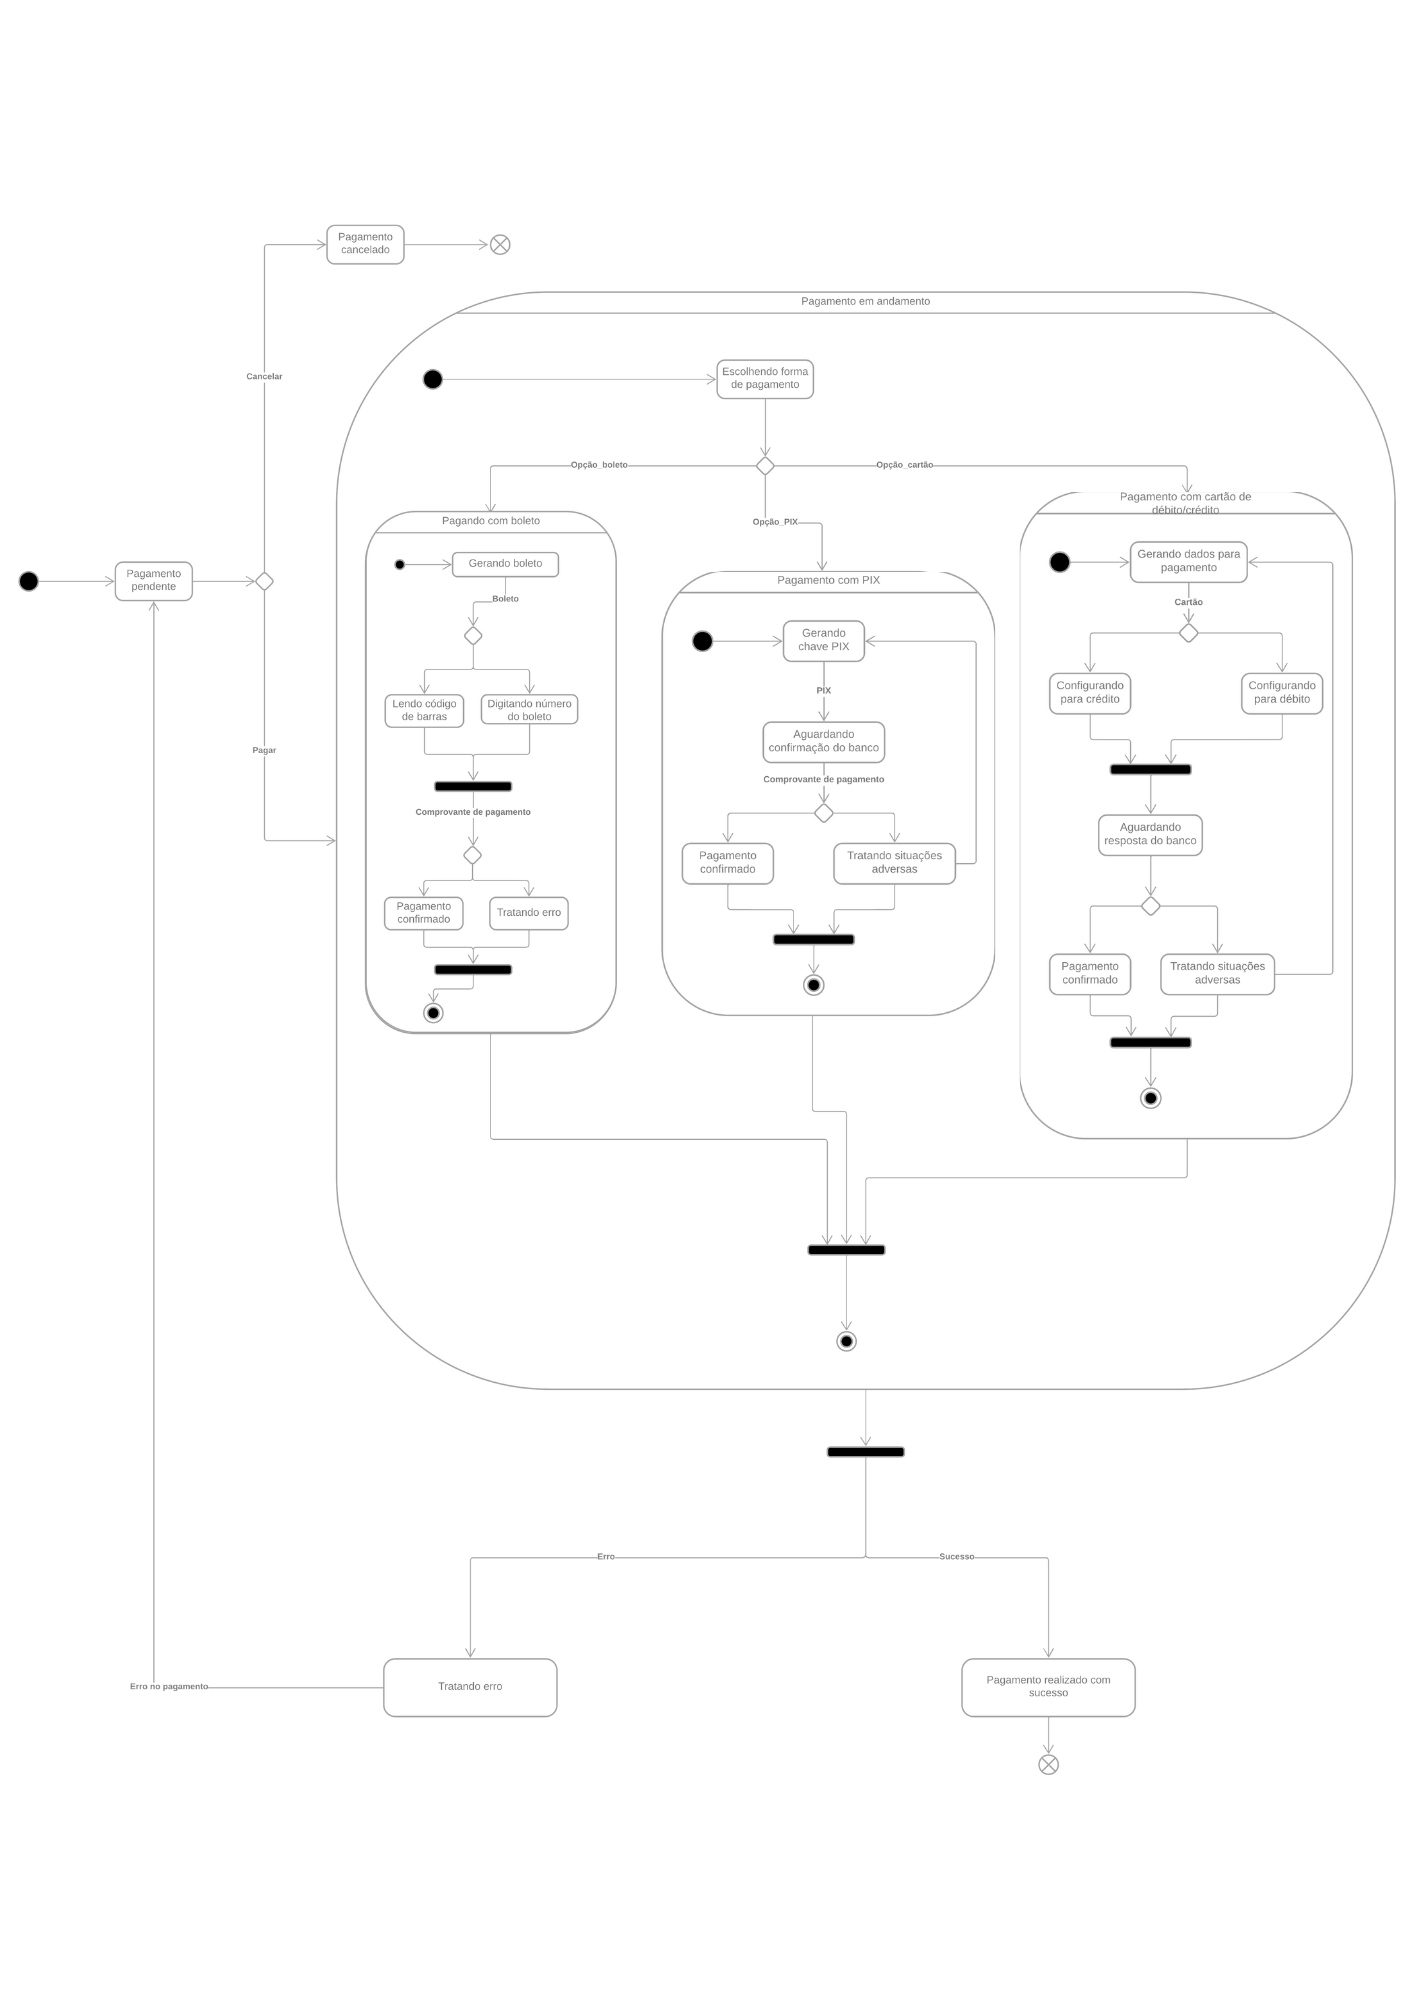 Pagamento
cancelado
Pagamento em andamento
Cancelar
Escolhendo forma
de pagamento
Opção_boleto
Opção_cartão
Pagamento com cartão de
débito/crédito
Pagando com boleto
Opção_PIX
Gerando boleto
Gerando dados para
pagamento
Pagamento
pendente
Pagamento com PIX
Boleto
Cartão
Gerando
chave PIX
Configurando
para crédito
Configurando
para débito
PIX
Lendo código
de barras
Digitando número
do boleto
Aguardando
confirmação do banco
Pagar
Comprovante de pagamento
Comprovante de pagamento
Aguardando
resposta do banco
Pagamento
confirmado
Tratando situações
adversas
Pagamento
confirmado
Tratando erro
Pagamento
confirmado
Tratando situações
adversas
Erro
Sucesso
Erro no pagamento
Tratando erro
Pagamento realizado com
sucesso